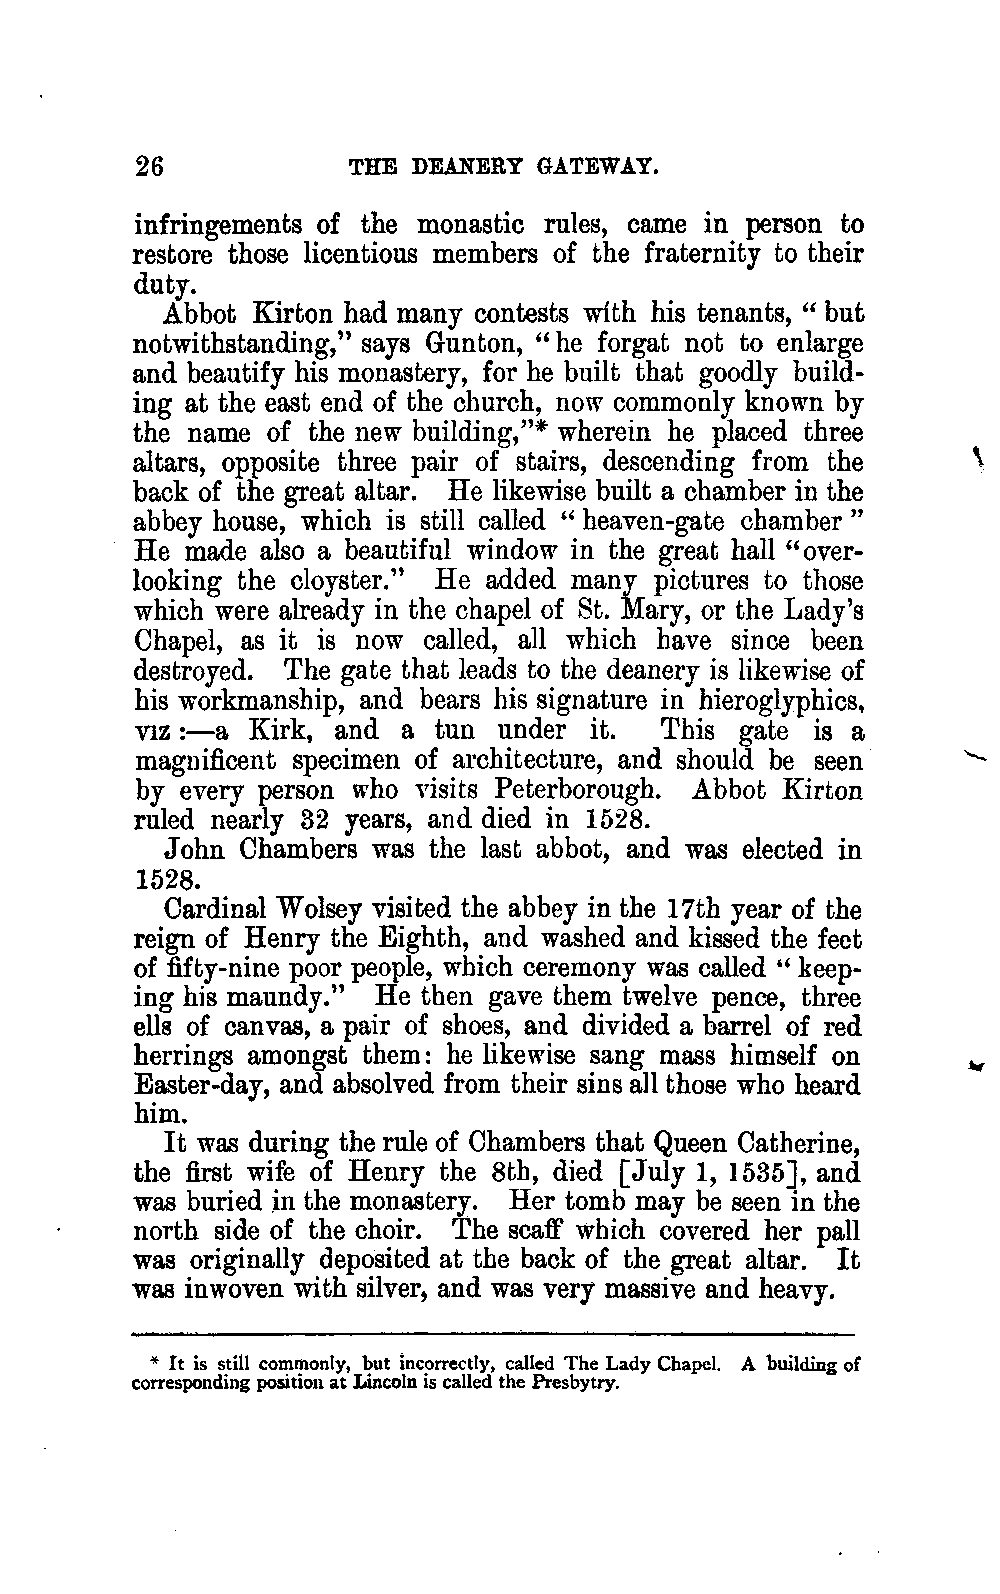 26 THE DEANERY GATEWAY.
infringements of the monastic rules, came in person to
restore those licentious members of the fraternity to their
duty.
Abbot Kirton had many contests with his tenants, “ but
notwithstanding,” says Gunton, “ he forgat not to enlarge
and beautify his monastery, for he built that goodly build-
ing at the east end of the church, now commonly known by
the name of the new building,”* wherein he placed three
altars, opposite three pair of stairs, descending from the
back of the great altar. He likewise built a chamber in the
abbey house, which is still called “ heaven-gate chamber ”
He made also a beautiful window in the great hall “over-
looking the cloyster.” He added many pictures to those
which were already in the chapel of St. Mary, or the Lady’s
Chapel, as it is now called, all which have since been
destroyed. The gate that leads to the deanery is likewise of
his workmanship, and bears his signature in hieroglyphics,
viz :—a Kirk, and a tun under it. This gate is a
magnificent specimen of architecture, and should be seen
by every person who visits Peterborough. Abbot Kirton
ruled nearly 32 years, and died in 1528.
John Chambers was the last abbot, and was elected in
1528.
Cardinal Wolsey visited the abbey in the 17th year of the
reign of Henry the Eighth, and washed and kissed the feet
of fifty-nine poor people, which ceremony was called “ keep-
ing his maundy.” He then gave them twelve pence, three
ells of canvas, a pair of shoes, and divided a barrel of red
herrings amongst them: he likewise sang mass himself on
Easter-day, and absolved from their sins all those who heard
him.
It was during the rule of Chambers that Queen Catherine,
the first wife of Henry the 8th, died [July 1, 1535], and
was buried in the monastery. Her tomb may be seen in the
north side of the choir. The scaff which covered her pall
was originally deposited at the back of the great altar. It
was inwoven with silver, and was very massive and heavy.
* It is still commonly, but incorrectly, called The Lady Chapel. A building of
corresponding position at Lincoln is called the Presbytry.